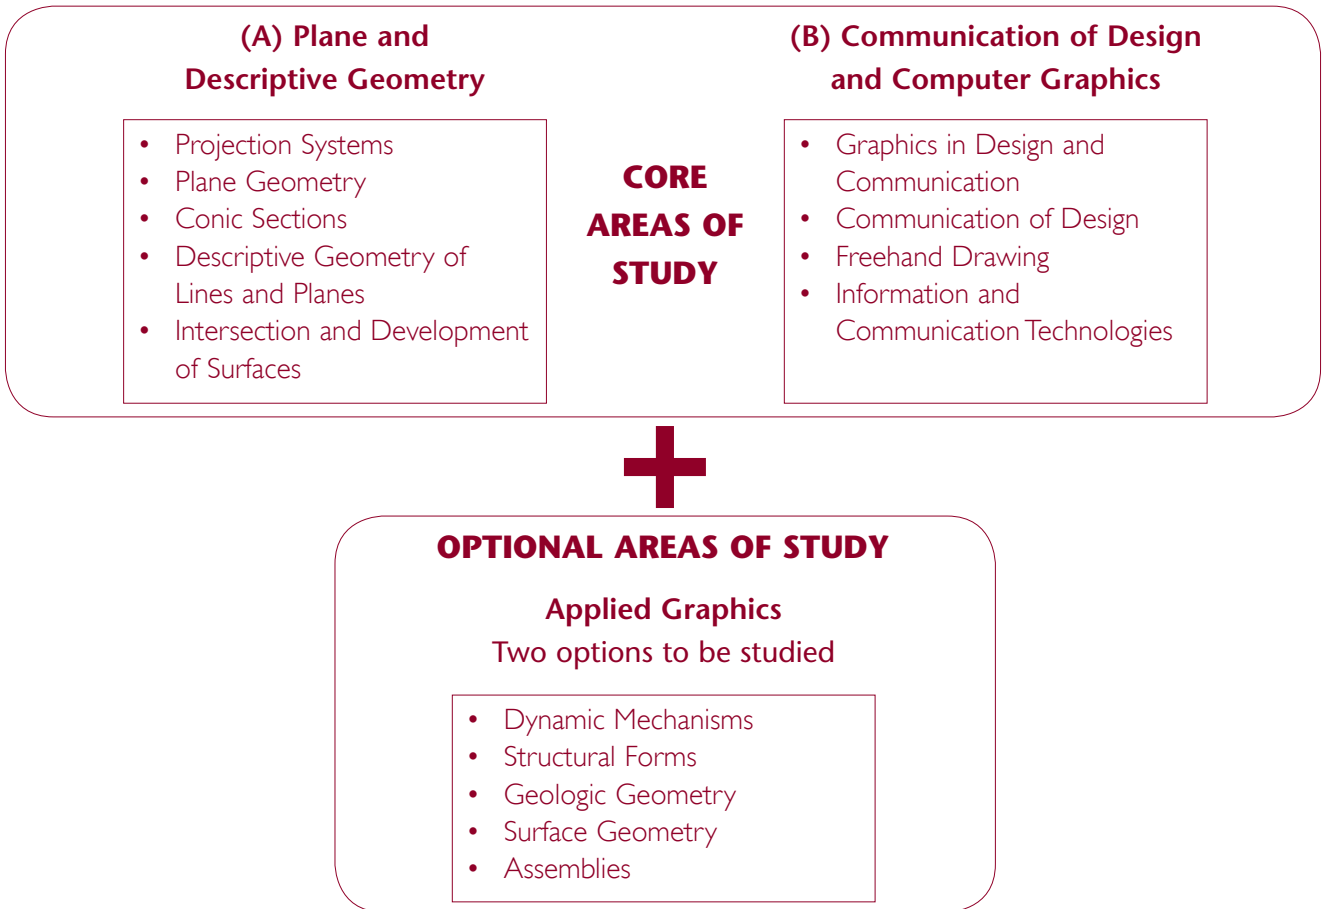 (A) Plane and
Descriptive Geometry
• Projection Systems
• Plane Geometry
• Conic Sections
• Descriptive Geometry of
Lines and Planes
• Intersection and Development
of Surfaces
CORE
AREAS OF
STUDY
(B) Communication of Design
and Computer Graphics
• Graphics in Design and
Communication
• Communication of Design
• Freehand Drawing
• Information and
Communication Technologies
OPTIONAL AREAS OF STUDY
Applied Graphics
Two options to be studied
• Dynamic Mechanisms
• Structural Forms
• Geologic Geometry
• Surface Geometry
• Assemblies